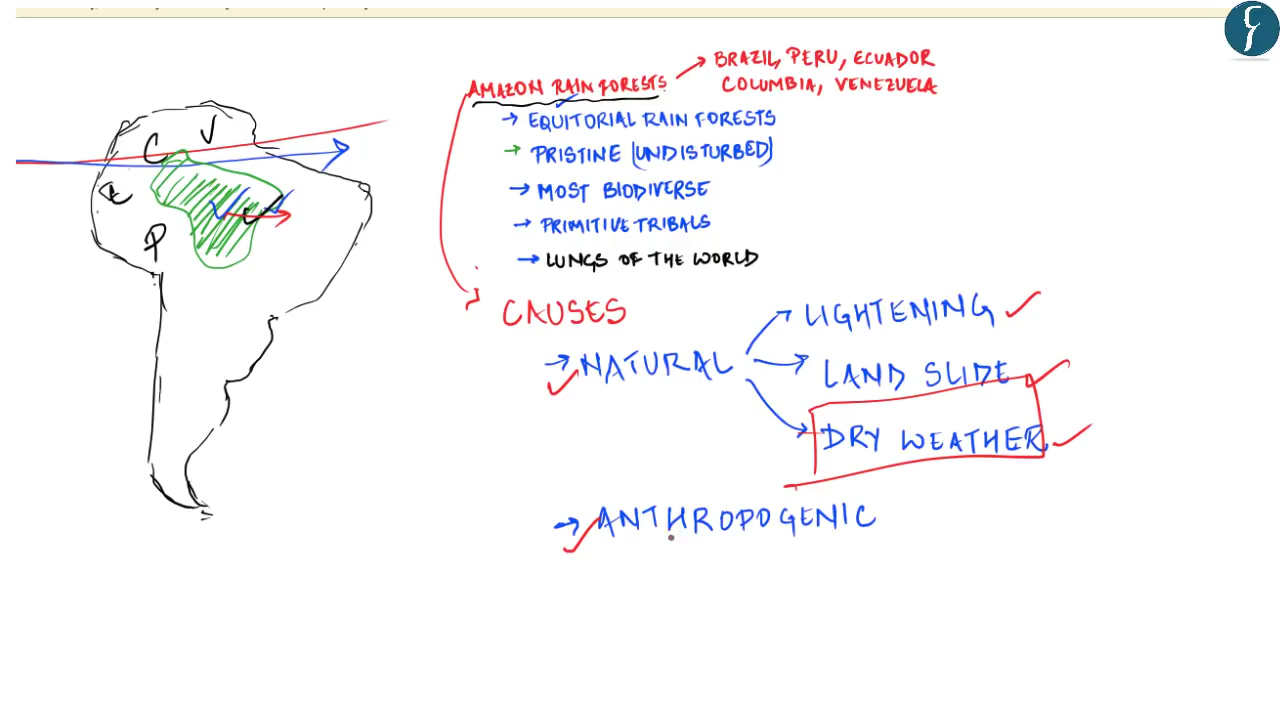 BRAZIL, PERU, ECUADOR
AMAZON RAIN FORESTS
COLUMBIA, VENEZUELA
→ EQUITORIAL RAIN FORESTS
→ PRISTINE (UNDISTURBED)
→ MOST BIODIVERSE
→ PRIMITIVE TRIBALS
→ LUNGS OF THE WORLD
C V
E
P
CAUSES
→ NATURAL
LIGHTENING
LAND SLIDE
DRY WEATHER
→ ANTHROPOGENIC